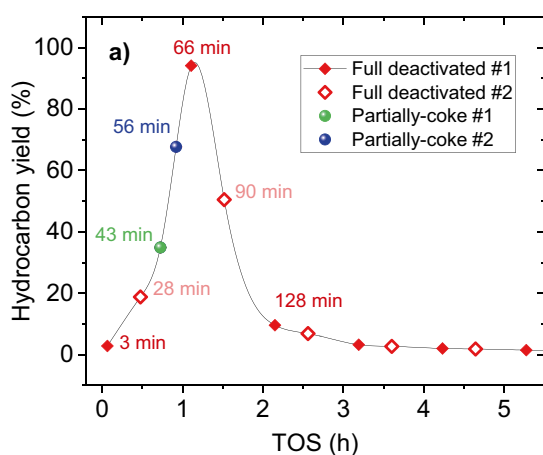 a)
66 min
Full deactivated #1
Full deactivated #2
Partially-coke #1
Partially-coke #2
56 min
90 min
43 min
28 min
128 min
3 min
Hydrocarbon yield (%)
100
80
60
40
20
0
0 1 2 3 4 5
TOS (h)